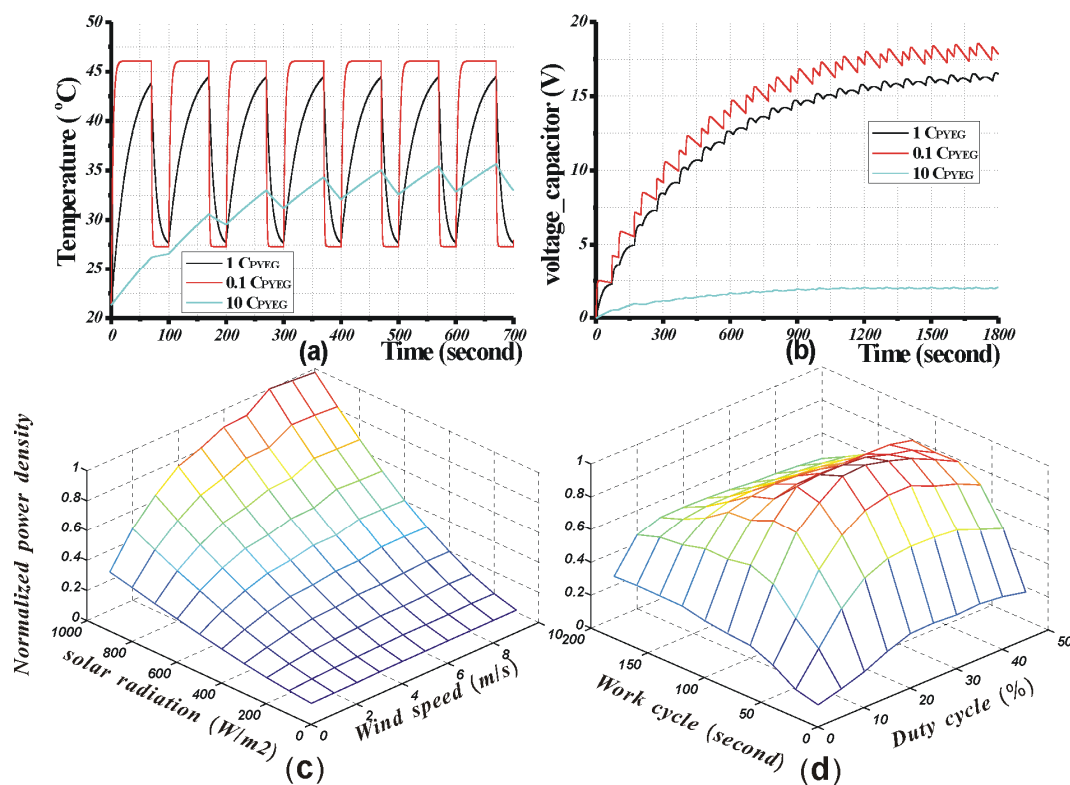 50
45
40
35
30
25
20
Temperature ( °C)
1 CPYEG
0.1 CPYEG
10 CPYEG
0 100 200 300 400 500 600 700
Time (second)
(a)
20
15
10
5
0
voltage_capacitor (V)
1 CPYEG
0.1 CPYEG
10 CPYEG
0 300 600 900 1200 1500 1800
Time (second)
(b)
Normalized power density
1
0.8
0.6
0.4
0.2
0
1000
800
600
400
200
0
solar radiation (W/m2)
0
2
4
6
8
10
Wind speed (m/s)
(c)
1
0.8
0.6
0.4
0.2
0
200
150
100
50
0
Work cycle (second)
0
10
20
30
40
50
Duty cycle (%)
(d)